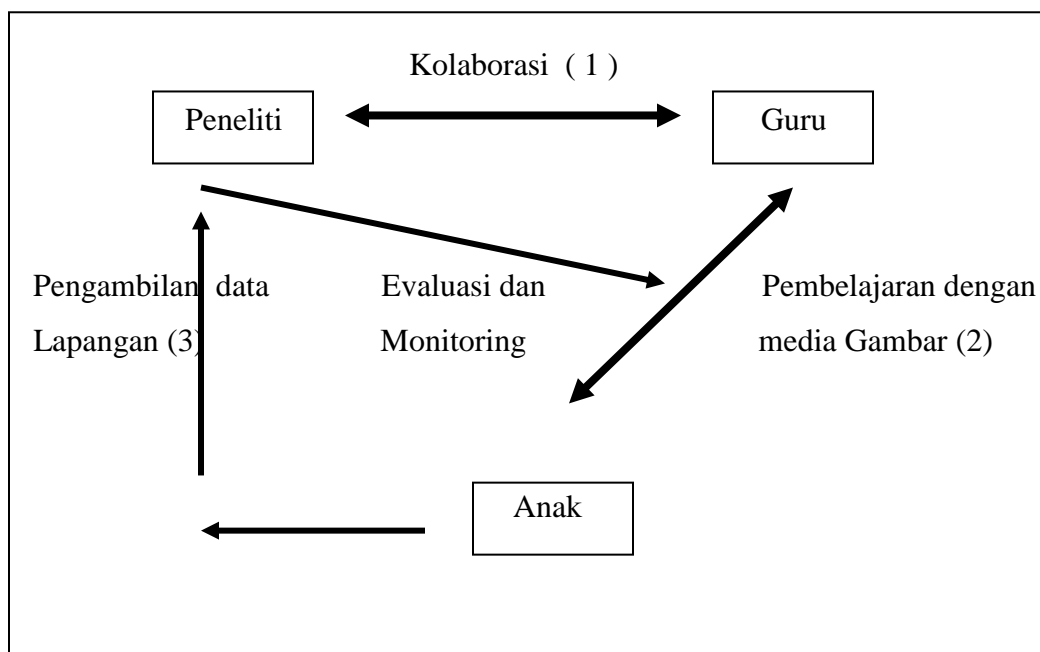 Kolaborasi ( 1 )
Peneliti
Guru
Pengambilan data
Lapangan (3)
Evaluasi dan
Monitoring
Pembelajaran dengan
media Gambar (2)
Anak